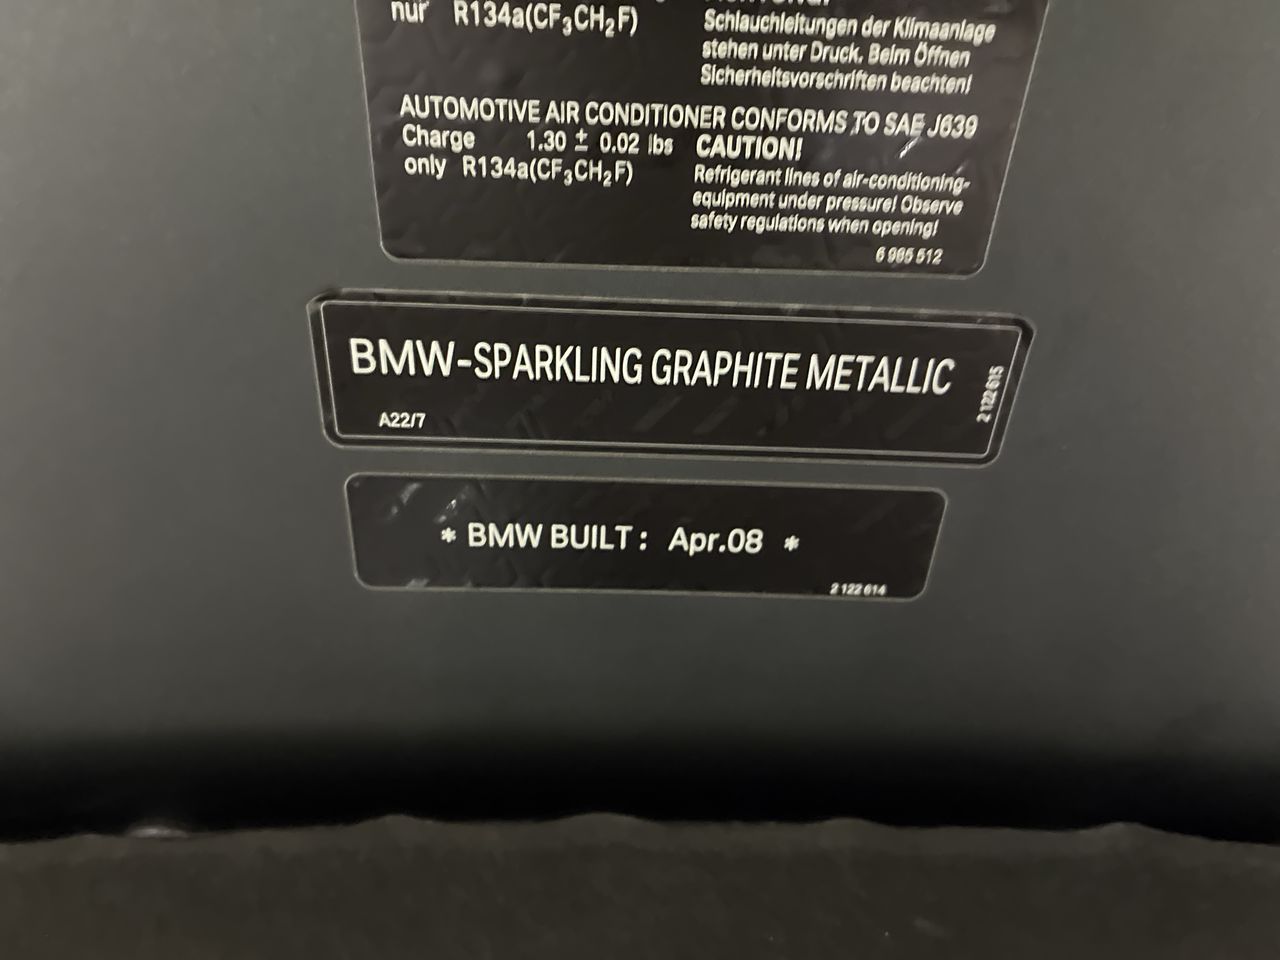 nur R134a(CF₃CH₂F)
Schlauchleitungen der Klimaanlage
stehen unter Druck. Beim Öffnen
Sicherheitsvorschriften beachten!
AUTOMOTIVE AIR CONDITIONER CONFORMS TO SAE J639
Charge 1.30 ± 0.02 lbs
only R134a(CF₃CH₂F)
CAUTION!
Refrigerant lines of air-conditioning-
equipment under pressure! Observe
safety regulations when opening!
6 985 512
BMW-SPARKLING GRAPHITE METALLIC
A22/7
2 122 615
* BMW BUILT: Apr.08 *
2 122 614